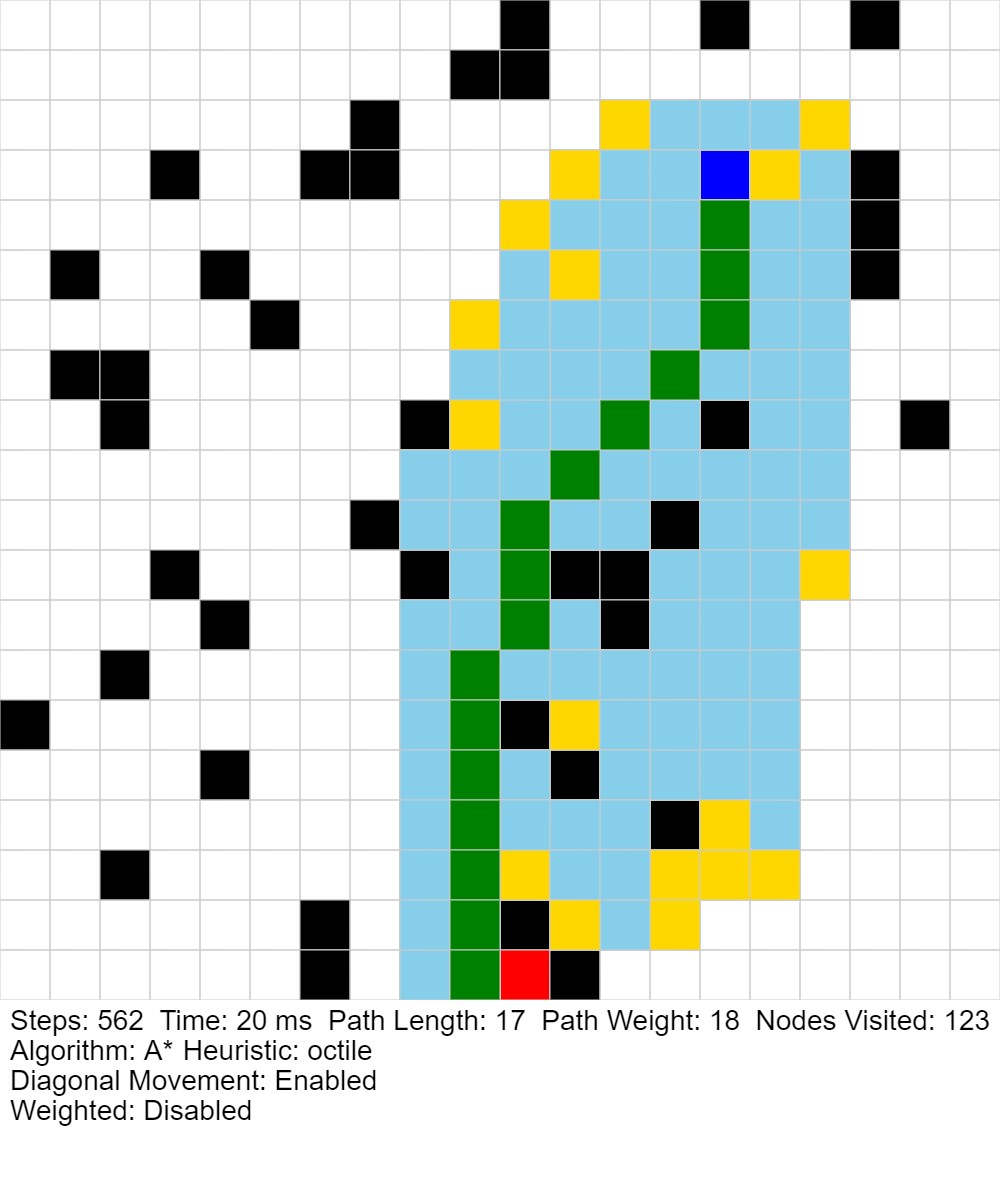 Steps: 562  Time: 20 ms  Path Length: 17  Path Weight: 18  Nodes Visited: 123
Algorithm: A* Heuristic: octile
Diagonal Movement: Enabled
Weighted: Disabled